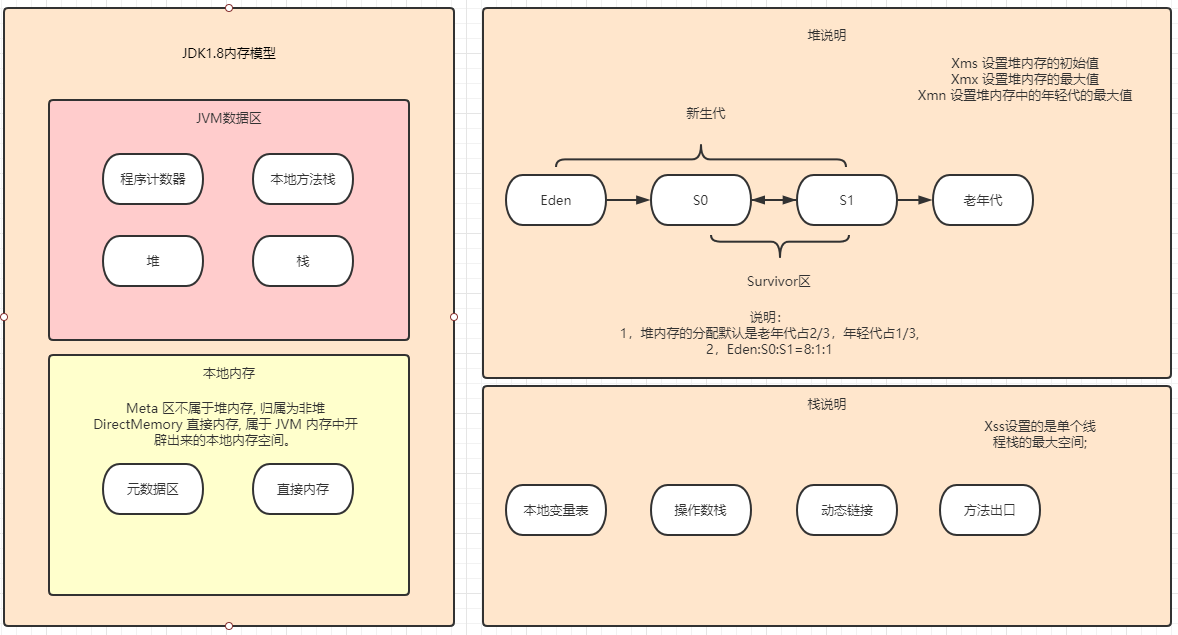 JDK1.8内存模型
JVM数据区
程序计数器
本地方法栈
堆
栈
本地内存
Meta 区不属于堆内存, 归属为非堆
DirectMemory 直接内存, 属于 JVM 内存中开
辟出来的本地内存空间。
元数据区
直接内存
堆说明
Xms 设置堆内存的初始值
Xmx 设置堆内存的最大值
Xmn 设置堆内存中的年轻代的最大值
新生代
Eden
S0
S1
老年代
Survivor区
说明：
1，堆内存的分配默认是老年代占2/3，年轻代占1/3,
2，Eden:S0:S1=8:1:1
栈说明
Xss设置的是单个线
程栈的最大空间;
本地变量表
操作数栈
动态链接
方法出口